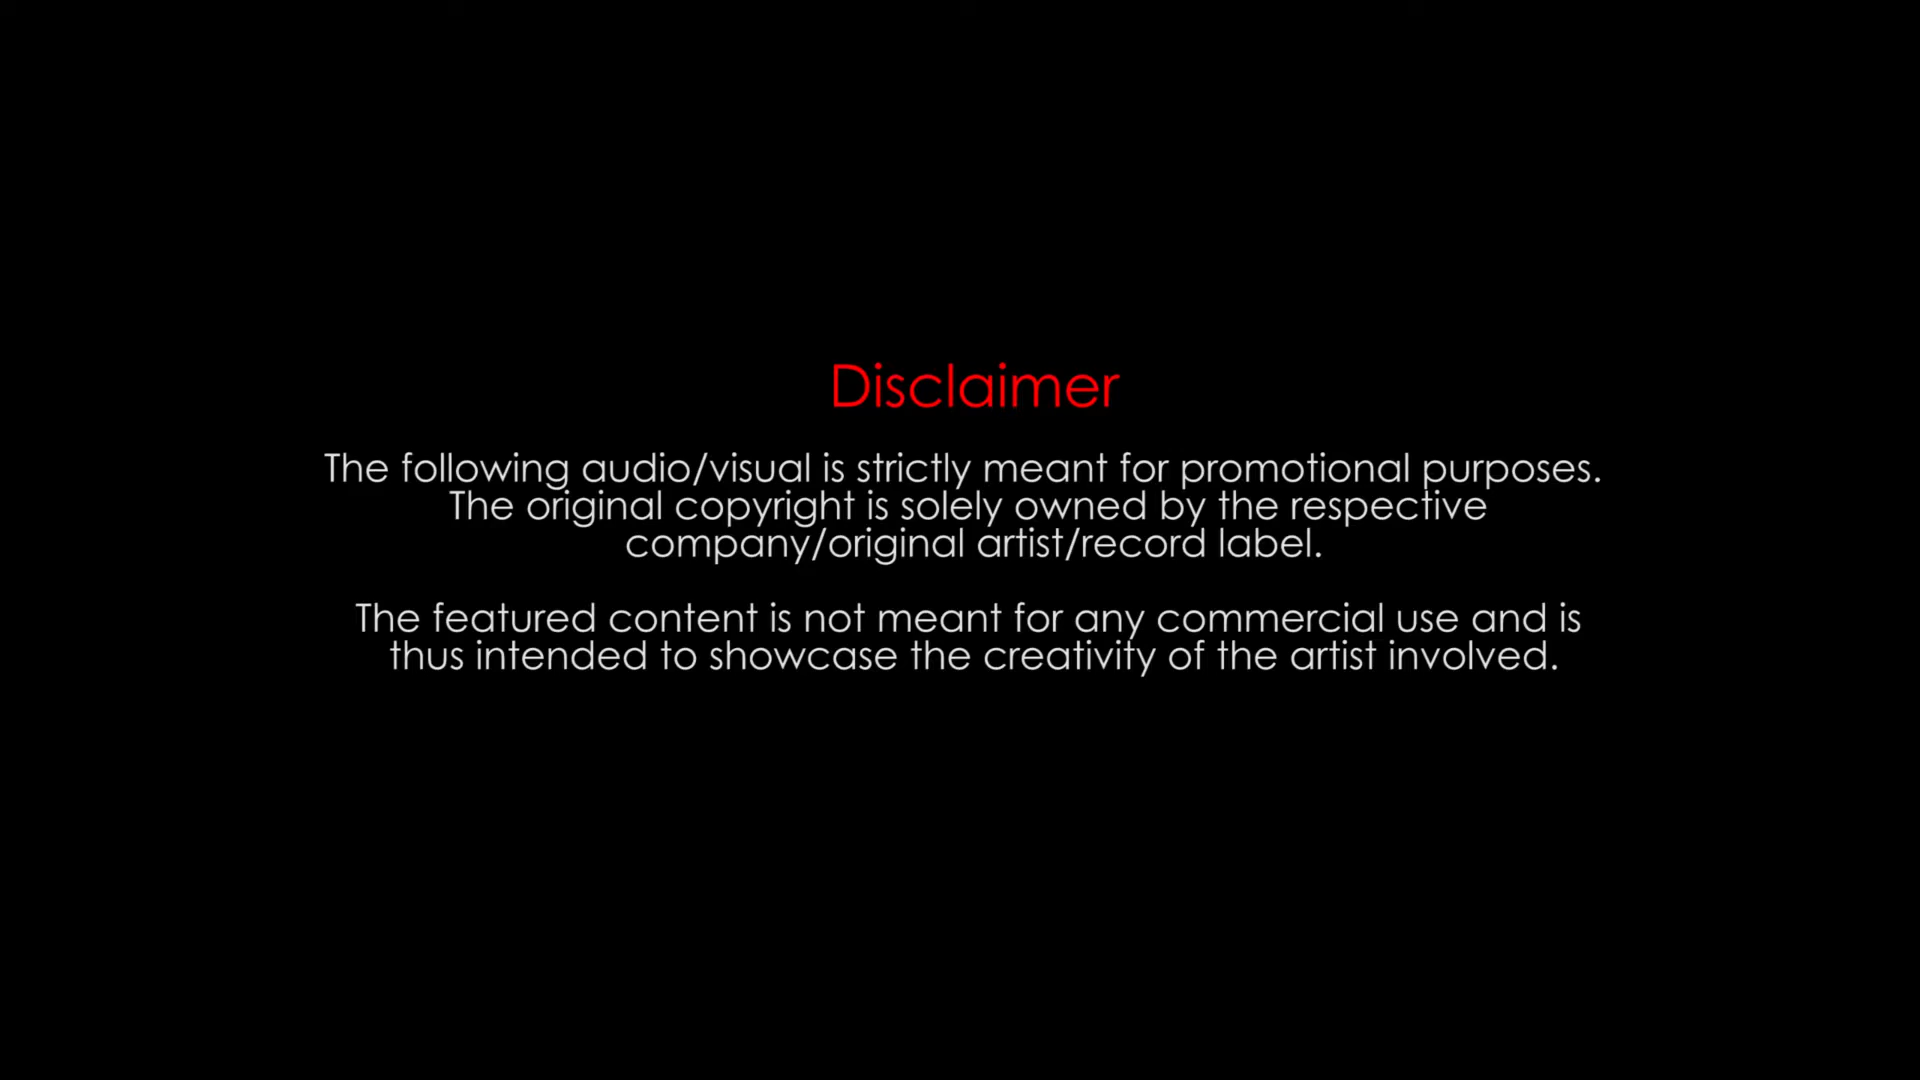 Disclaimer
The following audio/visual is strictly meant for promotional purposes.
The original copyright is solely owned by the respective
company/original artist/record label.
The featured content is not meant for any commercial use and is
thus intended to showcase the creativity of the artist involved.